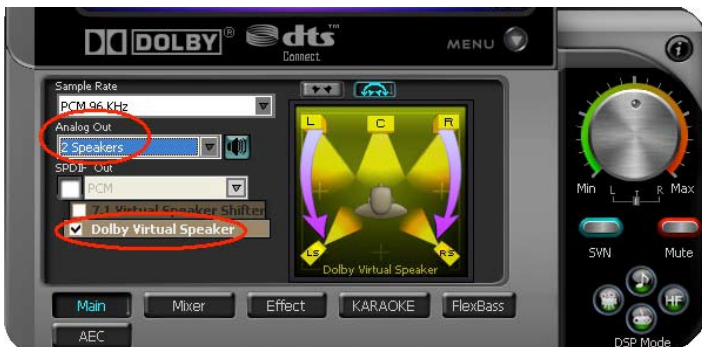 DOLBY® dts™
Connect
MENU
i
Sample Rate
PCM 96 KHz
Analog Out
2 Speakers
SPDIF Out
PCM
7.1 Virtual Speaker Shifter
Dolby Virtual Speaker
L C R
LS RS
Dolby Virtual Speaker
Min L R Max
SVN Mute
HF
DSP Mode
Main Mixer Effect KARAOKE FlexBass
AEC